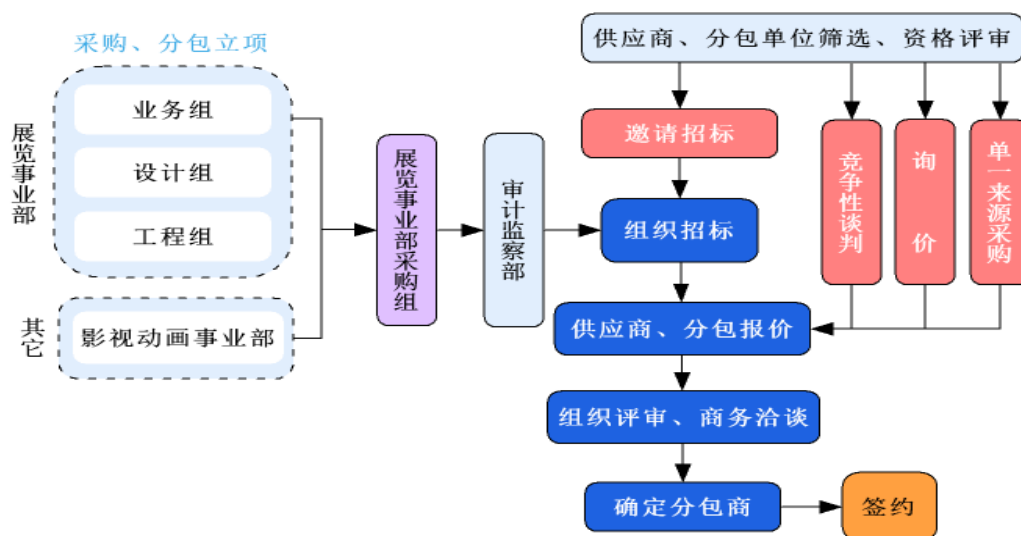 采购、分包立项
展览事业部
业务组
设计组
工程组
其它
影视动画事业部
展览事业部采购组
审计监察部
供应商、分包单位筛选、资格评审
邀请招标
竞争性谈判
询价
单一来源采购
组织招标
供应商、分包报价
组织评审、商务洽谈
确定分包商
签约